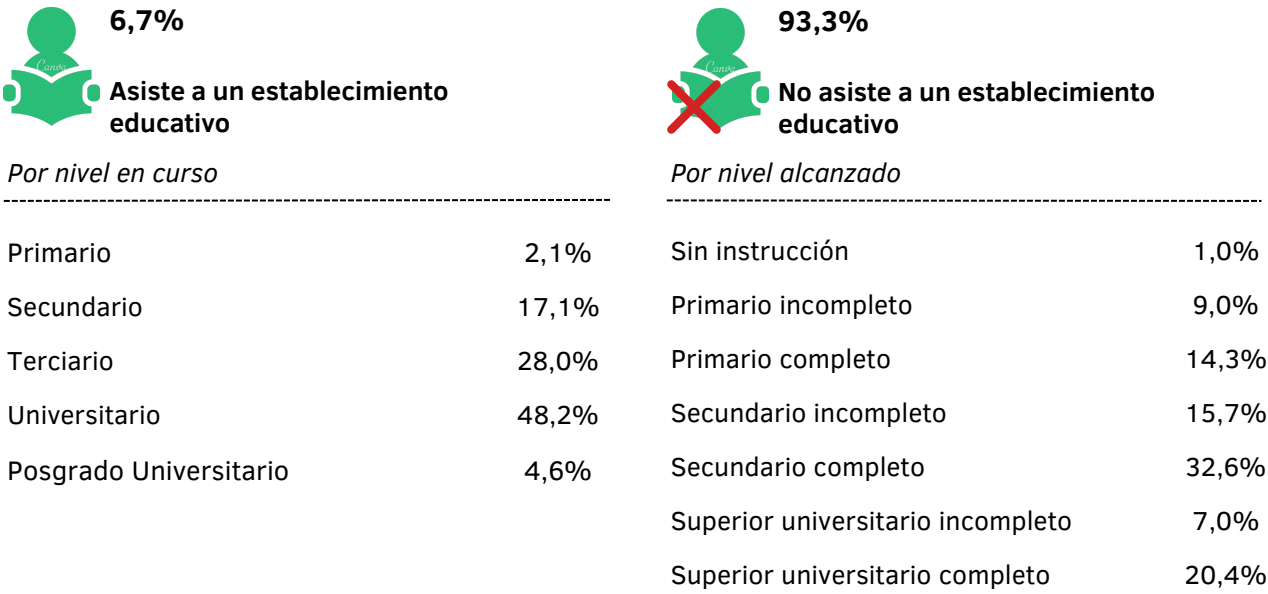 6,7%
Canva
Asiste a un establecimiento
educativo
Por nivel en curso
Primario 2,1%
Secundario 17,1%
Terciario 28,0%
Universitario 48,2%
Posgrado Universitario 4,6%
93,3%
Canva
No asiste a un establecimiento
educativo
Por nivel alcanzado
Sin instrucción 1,0%
Primario incompleto 9,0%
Primario completo 14,3%
Secundario incompleto 15,7%
Secundario completo 32,6%
Superior universitario incompleto 7,0%
Superior universitario completo 20,4%